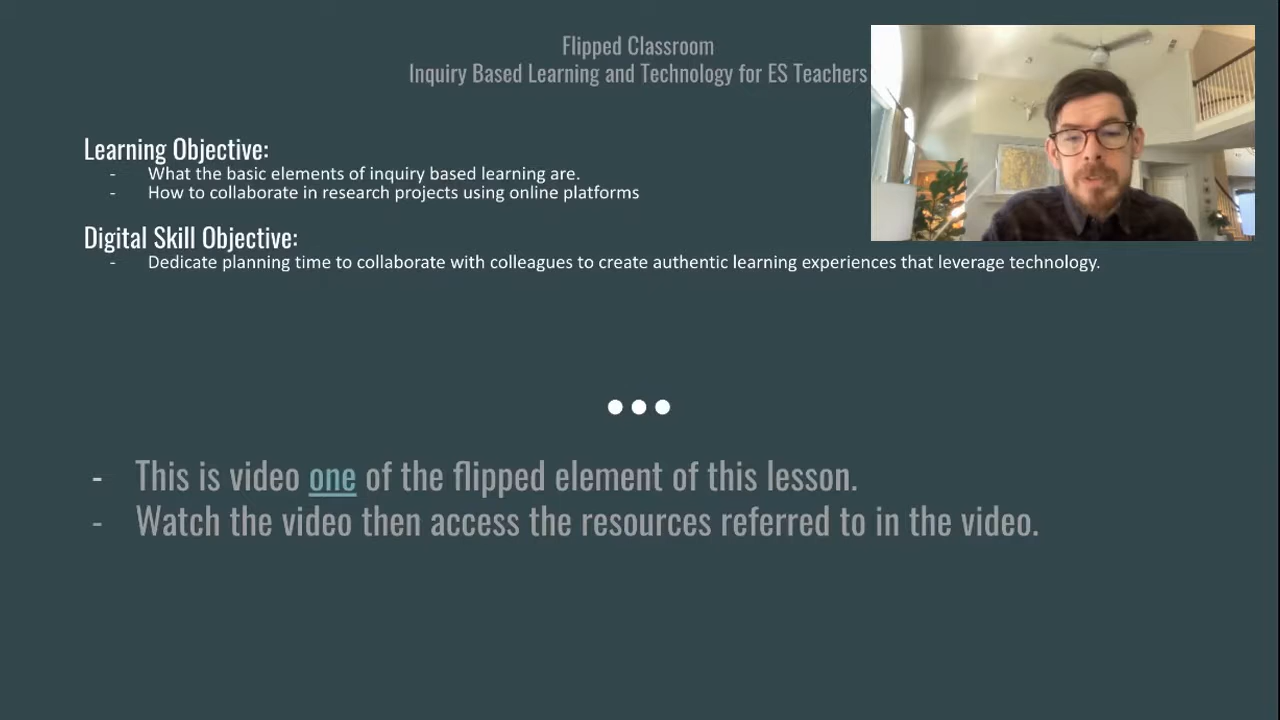 Flipped Classroom
Inquiry Based Learning and Technology for ES Teachers
Learning Objective:
- What the basic elements of inquiry based learning are.
- How to collaborate in research projects using online platforms
Digital Skill Objective:
- Dedicate planning time to collaborate with colleagues to create authentic learning experiences that leverage technology.
- This is video one of the flipped element of this lesson.
- Watch the video then access the resources referred to in the video.